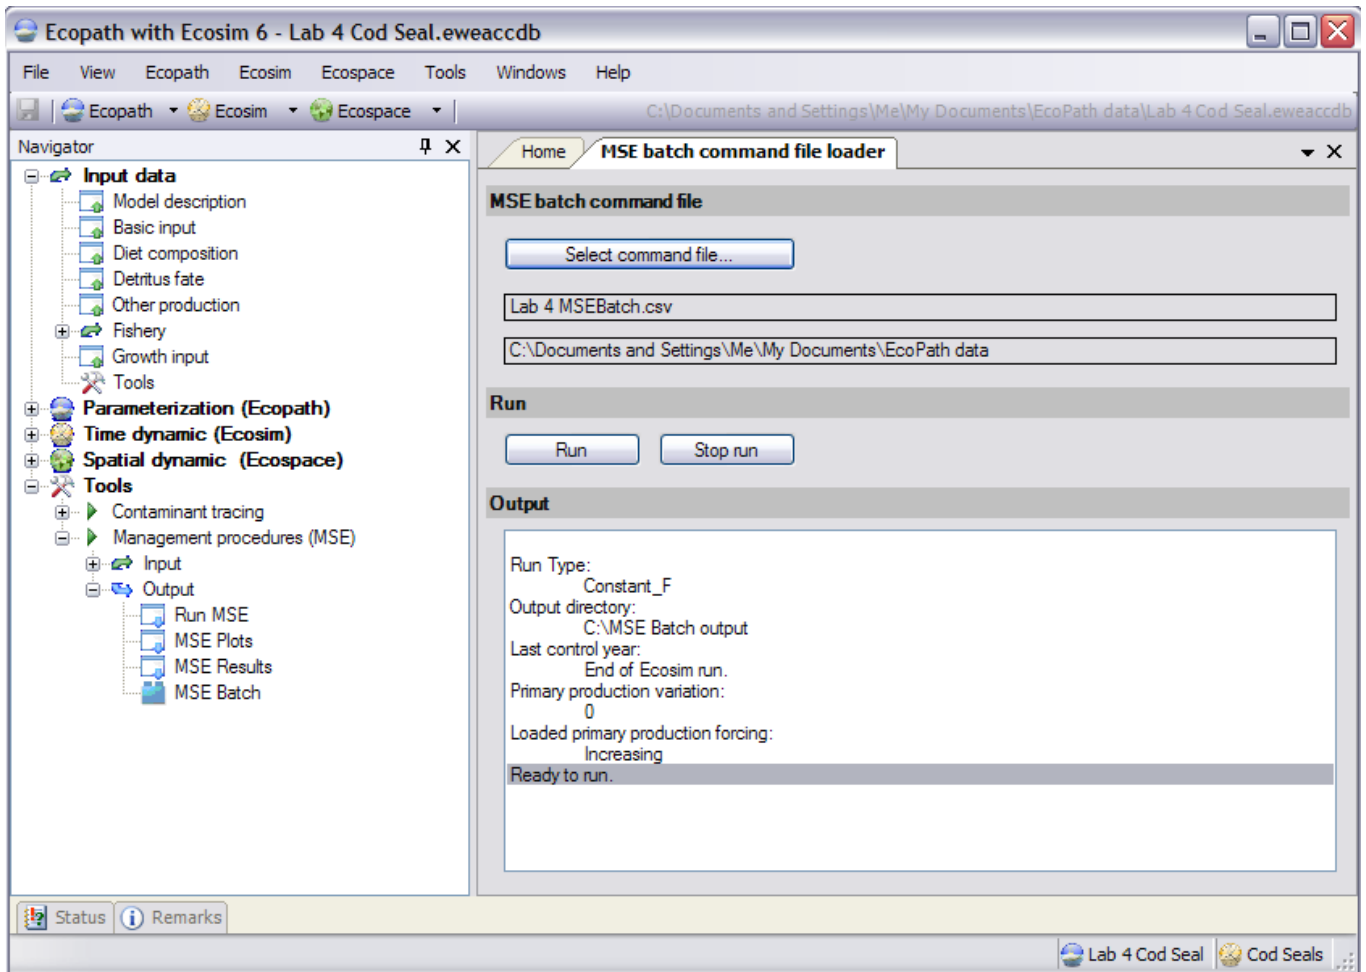 Ecopath with Ecosim 6 - Lab 4 Cod Seal.eweaccdb
File View Ecopath Ecosim Ecospace Tools Windows Help
Ecopath Ecosim Ecospace C:\Documents and Settings\Me\My Documents\EcoPath data\Lab 4 Cod Seal.eweaccdb
Navigator
Input data
Model description
Basic input
Diet composition
Detritus fate
Other production
Fishery
Growth input
Tools
Parameterization (Ecopath)
Time dynamic (Ecosim)
Spatial dynamic (Ecospace)
Tools
Contaminant tracing
Management procedures (MSE)
Input
Output
Run MSE
MSE Plots
MSE Results
MSE Batch
Home MSE batch command file loader
MSE batch command file
Select command file...
Lab 4 MSEBatch.csv
C:\Documents and Settings\Me\My Documents\EcoPath data
Run
Run Stop run
Output
Run Type:
Constant_F
Output directory:
C:\MSE Batch output
Last control year:
End of Ecosim run.
Primary production variation:
0
Loaded primary production forcing:
Increasing
Ready to run.
Status Remarks
Lab 4 Cod Seal Cod Seals